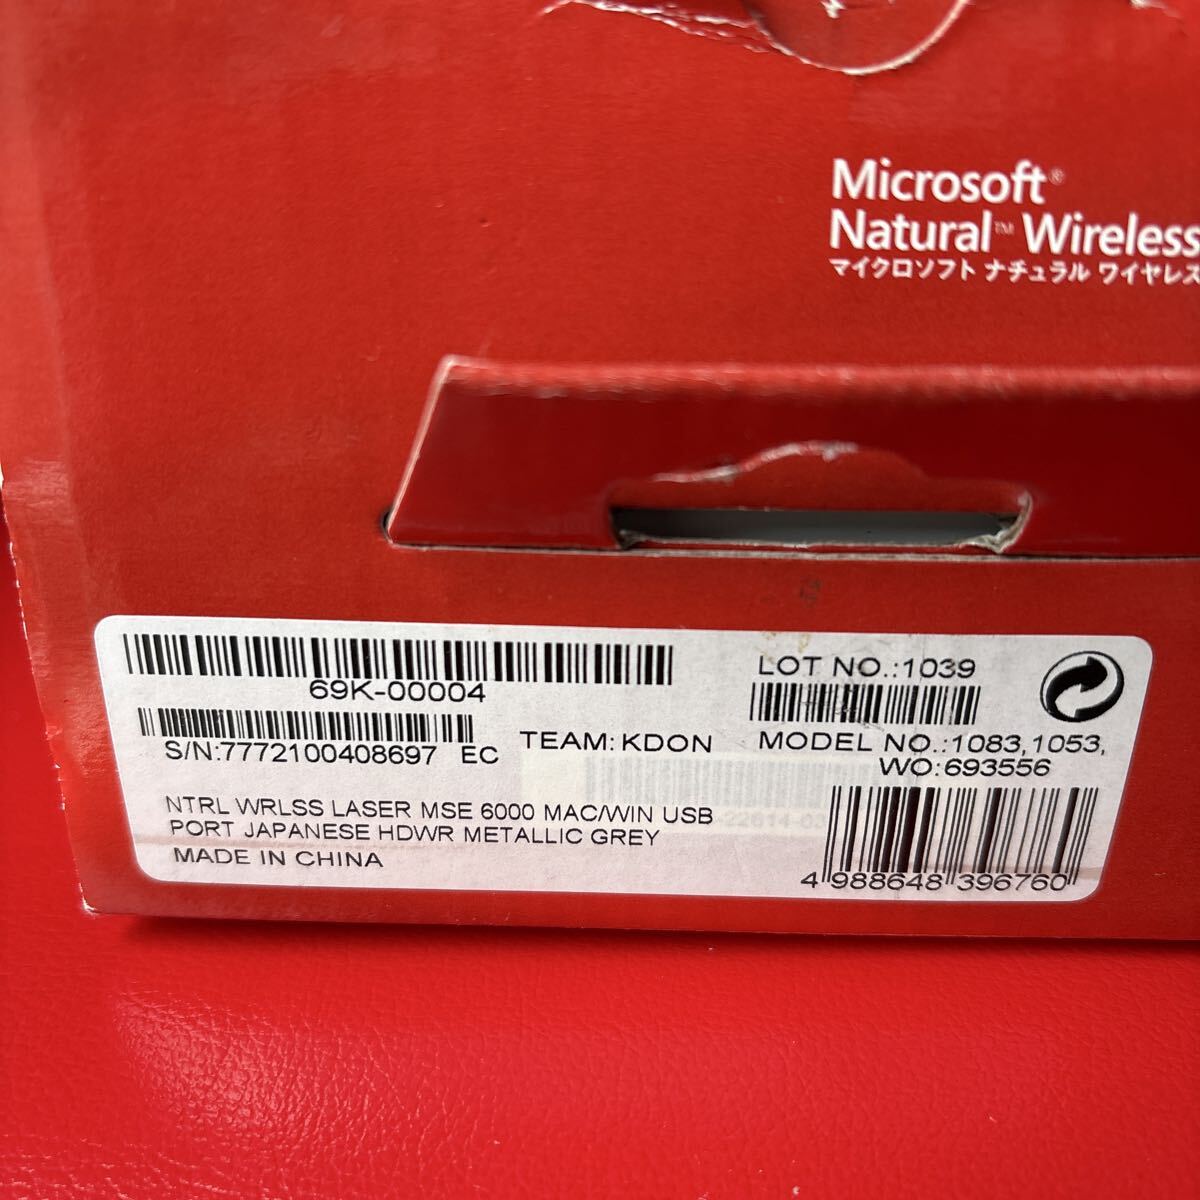 Microsoft®
Natural™ Wireless
マイクロソフト ナチュラル ワイヤレス
69K-00004
S/N:7772100408697 EC
TEAM: KDON
LOT NO.:1039
MODEL NO.:1083,1053,
WO:693556
NTRL WRLSS LASER MSE 6000 MAC/WIN USB
PORT JAPANESE HDWR METALLIC GREY
MADE IN CHINA
4 988648 396760